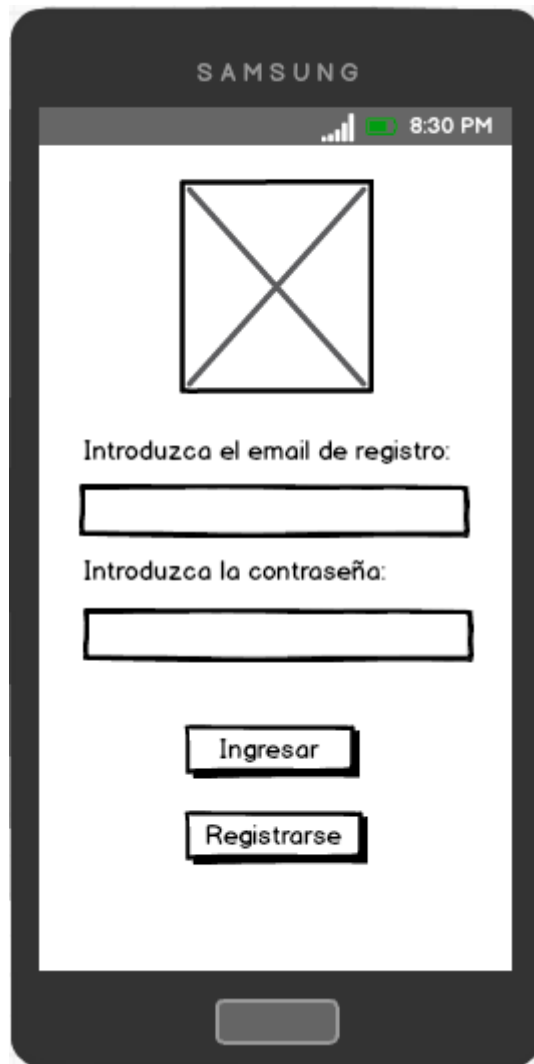 SAMSUNG
8:30 PM
Introduzca el email de registro:
Introduzca la contraseña:
Ingresar
Registrarse